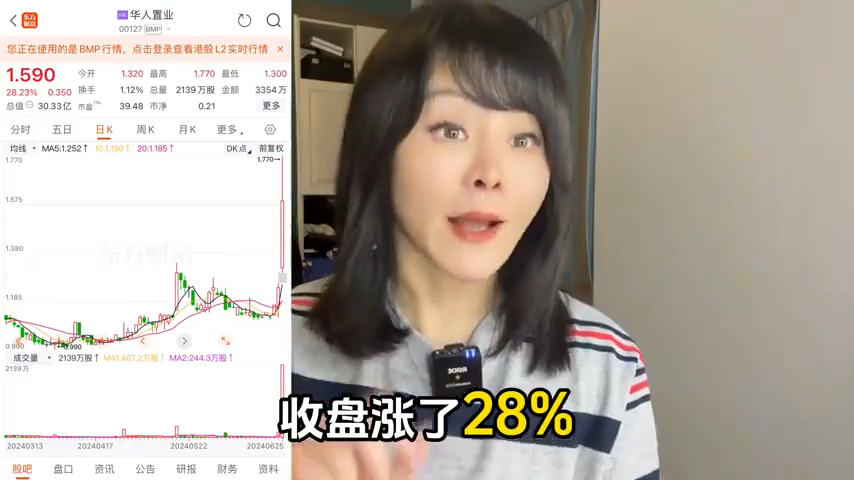 东方财富
HK 华人置业
00127 BMP
您正在使用的是BMP行情，点击登录查看港股L2实时行情 ×
1.590 今开 1.320 最高 1.770 最低 1.300
28.23% 0.350 换手 1.12% 总量 2139万股 金额 3354万
总值 30.33亿 市盈TM 39.48 市净 0.21 更多
分时 五日 日K 周K 月K 更多
均线 MA5:1.252↑ 10:1.190↑ 20:1.185↑ DK点 前复权
1.770
1.770→
1.575
东方财富
1.380
1.185
0.990
←0.990
成交量 2139万股↑ MA1:467.2万股↑ MA2:244.3万股↑
2139万
20240313 20240417 20240522 20240625
股吧 盘口 资讯 公告 研报 财务 资料
RODE
收盘涨了28%